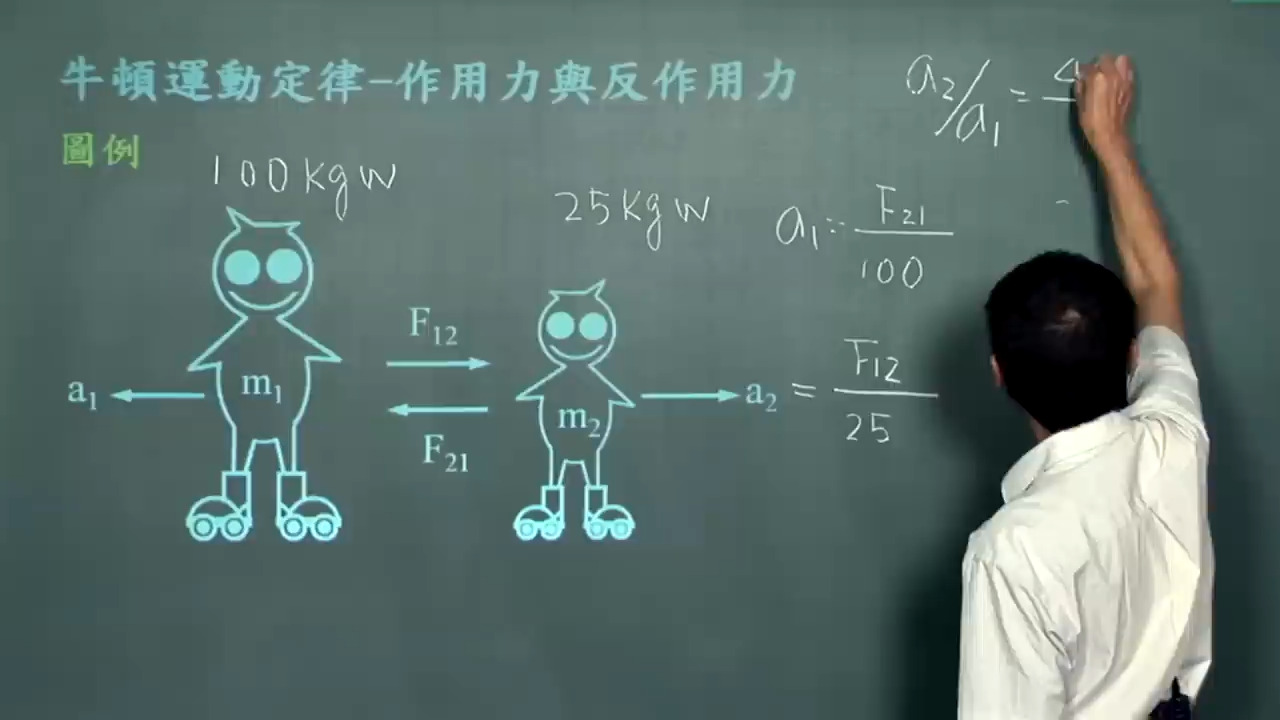 牛頓運動定律-作用力與反作用力
圖例
100kgw
25kgw
a₂/a₁ = 4
a₁ = F₂₁/100
F₁₂
F₂₁
a₁
m₁
m₂
a₂ = F₁₂/25